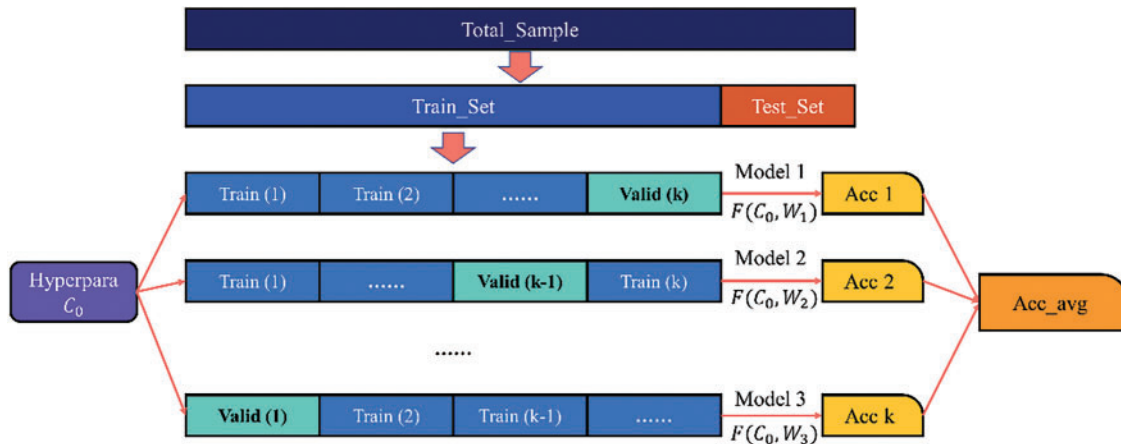 Total_Sample
Train_Set
Test_Set
Train (1)
Train (2)
......
Valid (k)
Model 1
F(C₀, W₁)
Acc 1
Hyperpara
C₀
Train (1)
......
Valid (k-1)
Train (k)
Model 2
F(C₀, W₂)
Acc 2
Acc_avg
......
Valid (1)
Train (2)
Train (k-1)
......
Model 3
F(C₀, W₃)
Acc k